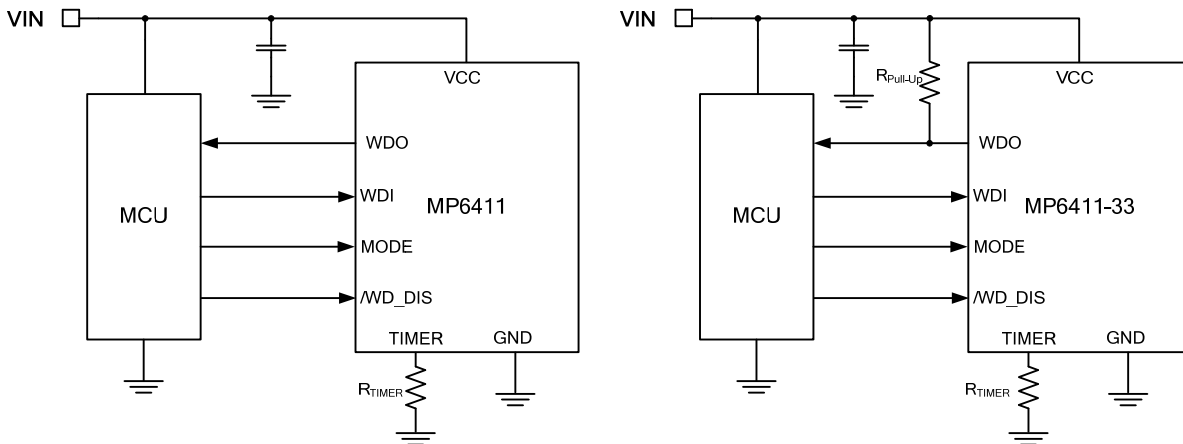 VIN
VCC
WDO
WDI
MCU
MP6411
MODE
/WD_DIS
TIMER
GND
RTIMER
VIN
RPull-Up
VCC
WDO
WDI
MCU
MP6411-33
MODE
/WD_DIS
TIMER
GND
RTIMER